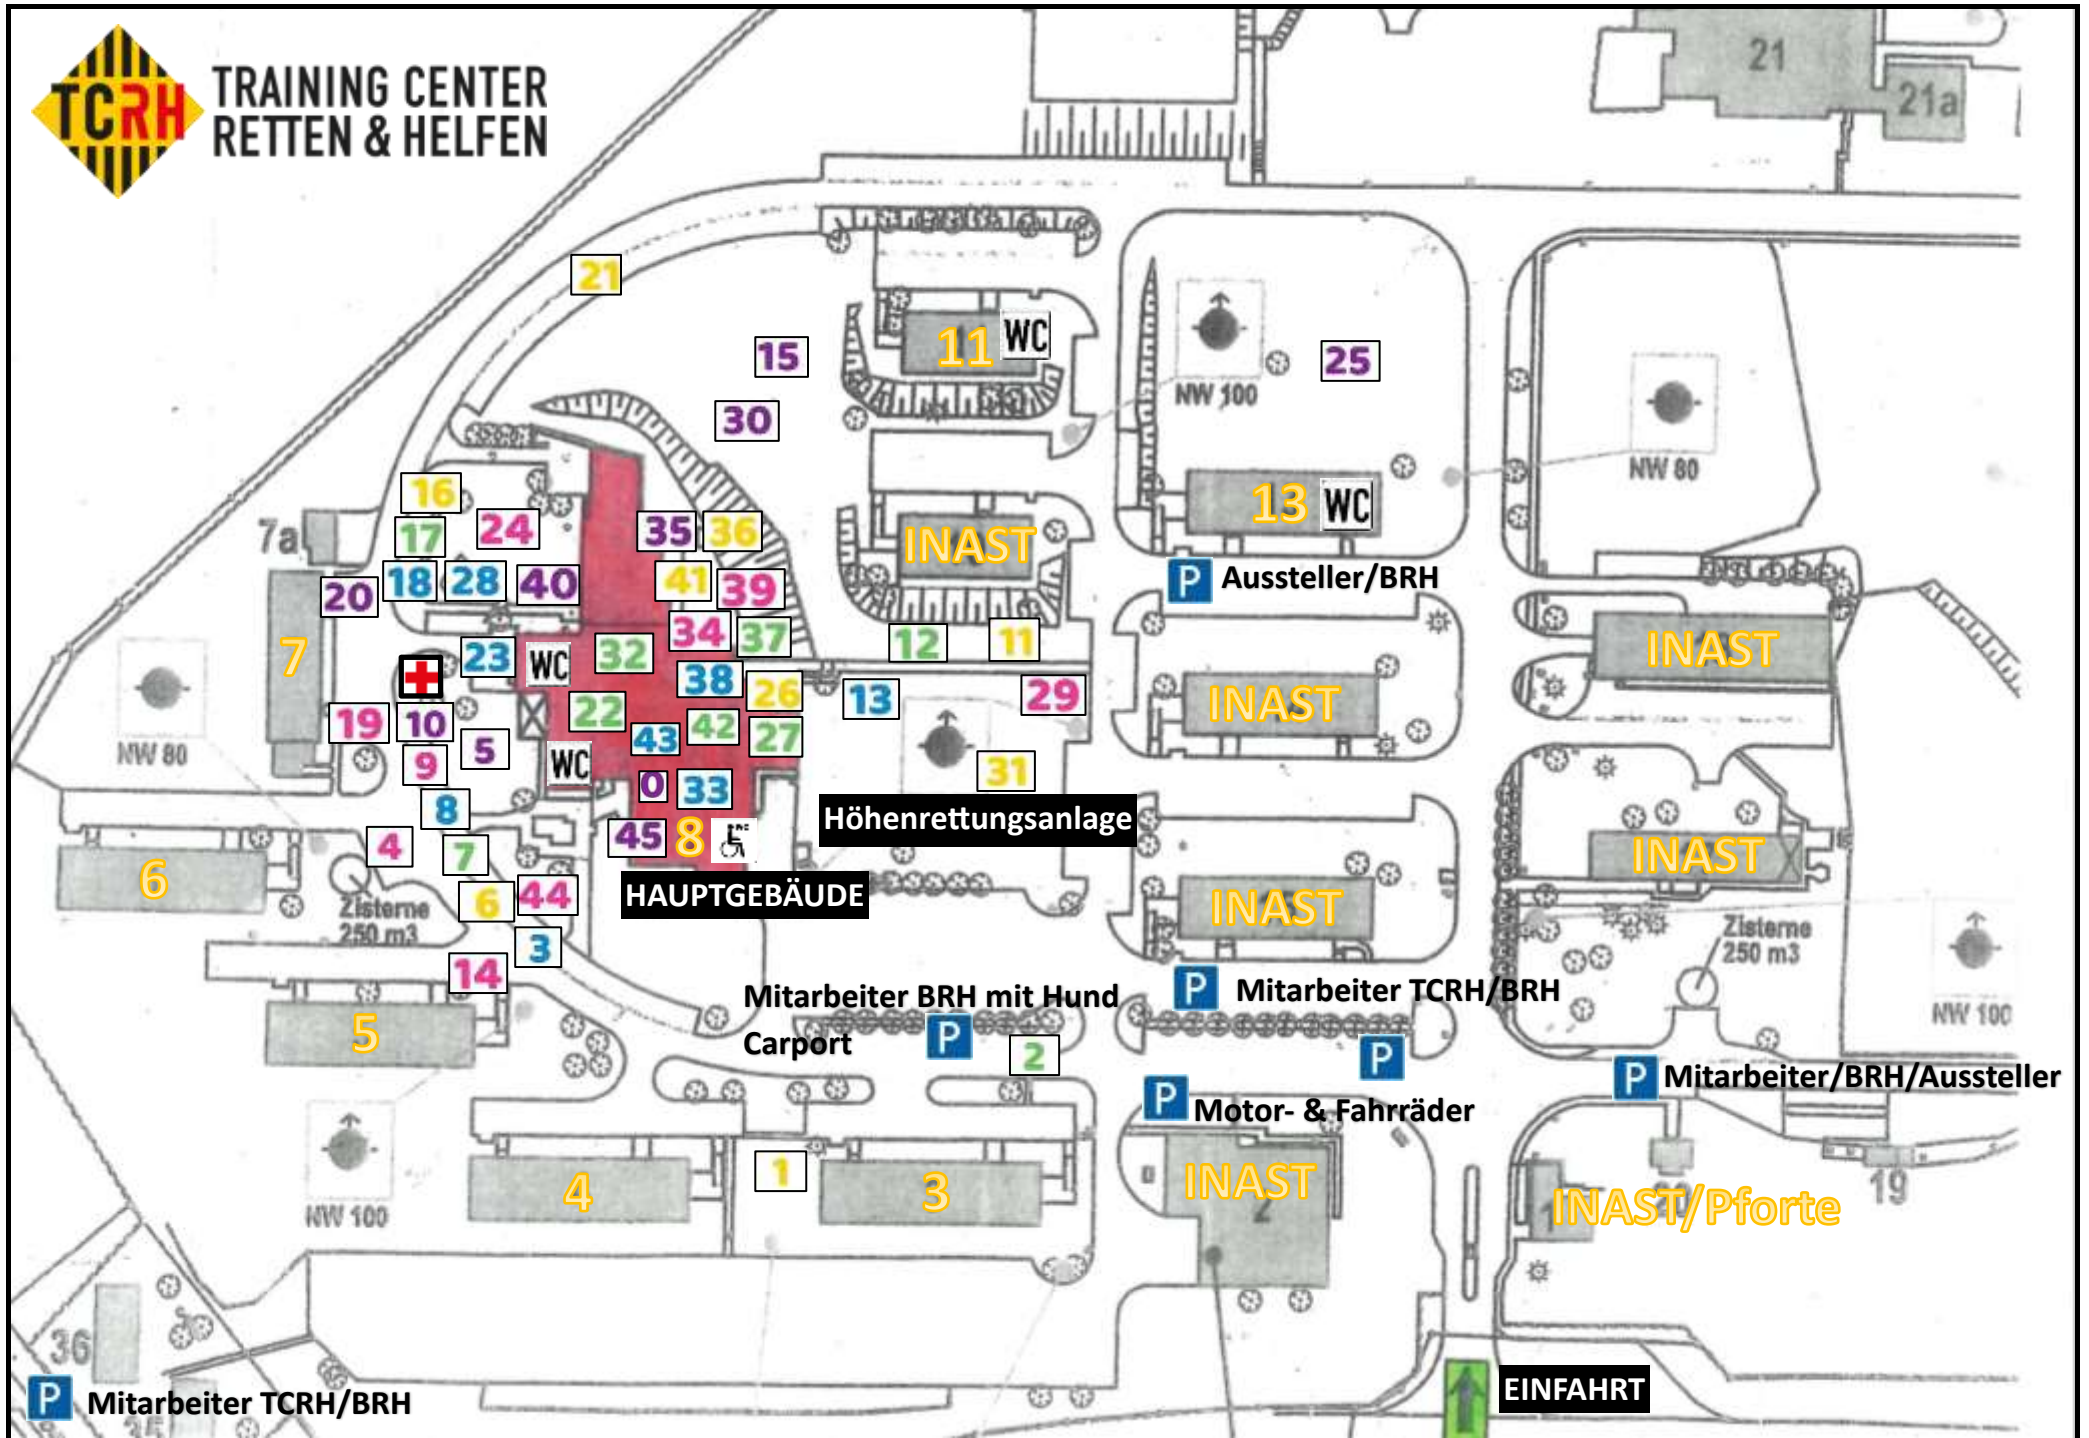 TCRH
TRAINING CENTER
RETTEN & HELFEN
21
21a
21
15
11 WC
25
NW 100
30
NW 80
16
13 WC
17
24
35
36
INAST
7a
20
18
28
40
41
39
Aussteller/BRH
P
7
34
37
12
11
INAST
23
WC
32
38
26
13
29
INAST
19
10
22
42
43
27
NW 80
9
5
WC
0
33
31
8
Höhenrettungsanlage
4
7
45
8
INAST
6
6
44
HAUPTGEBÄUDE
INAST
Zisterne
250 m3
3
Zisterne
250 m3
14
P
Mitarbeiter TCRH/BRH
Mitarbeiter BRH mit Hund
Carport
P
5
2
P
NW 100
P
Mitarbeiter/BRH/Aussteller
P
Motor- & Fahrräder
4
1
3
INAST
2
INAST/Pforte
1
19
NW 100
36
P
Mitarbeiter TCRH/BRH
35
EINFAHRT